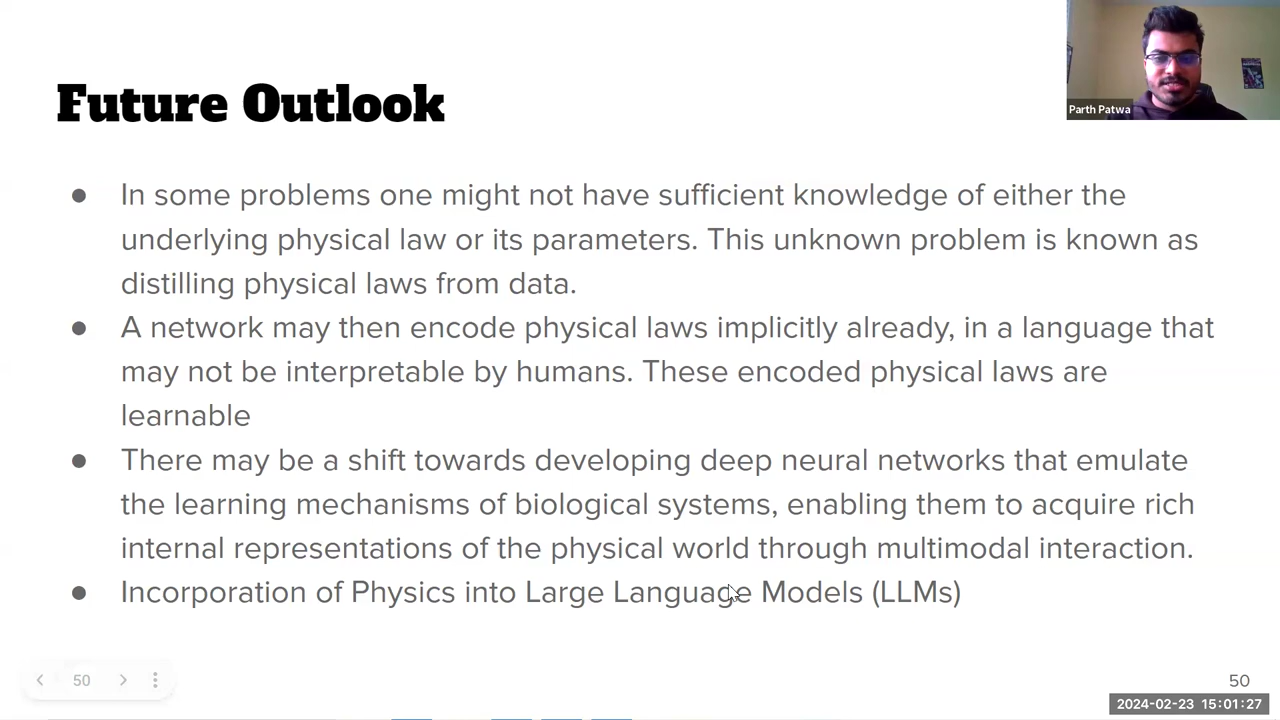 Future Outlook
Parth Patwa
● In some problems one might not have sufficient knowledge of either the
underlying physical law or its parameters. This unknown problem is known as
distilling physical laws from data.
● A network may then encode physical laws implicitly already, in a language that
may not be interpretable by humans. These encoded physical laws are
learnable
● There may be a shift towards developing deep neural networks that emulate
the learning mechanisms of biological systems, enabling them to acquire rich
internal representations of the physical world through multimodal interaction.
● Incorporation of Physics into Large Language Models (LLMs)
50
50
2024-02-23 15:01:27